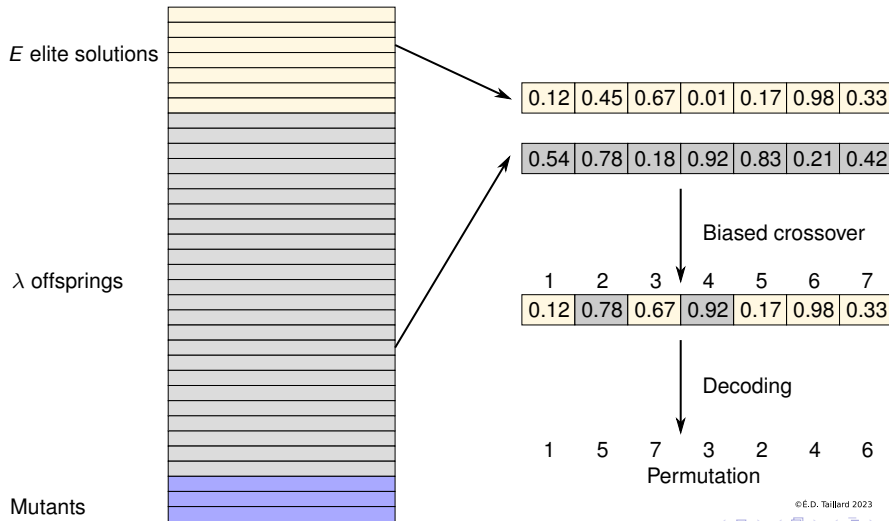 E elite solutions
0.12 0.45 0.67 0.01 0.17 0.98 0.33
0.54 0.78 0.18 0.92 0.83 0.21 0.42
Biased crossover
λ offsprings
1 2 3 4 5 6 7
0.12 0.78 0.67 0.92 0.17 0.98 0.33
Decoding
1 5 7 3 2 4 6
Permutation
Mutants
©É.D. Taillard 2023